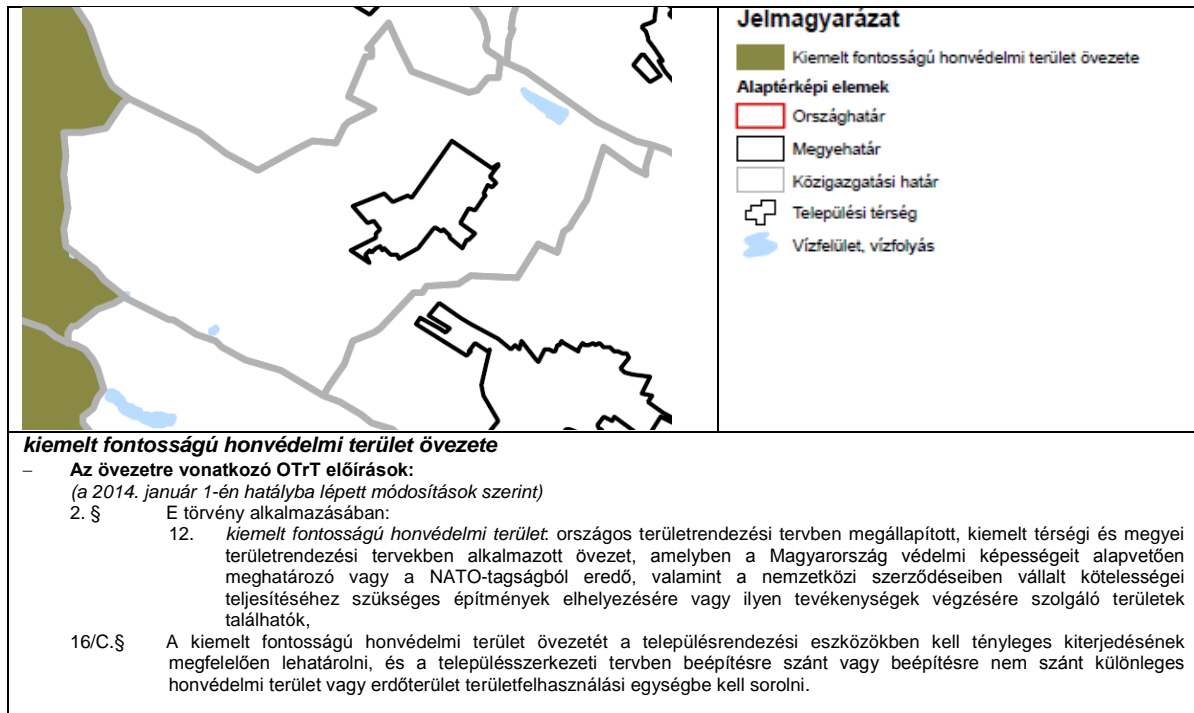 Jelmagyarázat
Kiemelt fontosságú honvédelmi terület övezete
Alaptérképi elemek
Országhatár
Megyehatár
Közigazgatási határ
Települési térség
Vízfelület, vízfolyás
kiemelt fontosságú honvédelmi terület övezete
– Az övezetre vonatkozó OTrT előírások:
(a 2014. január 1-én hatályba lépett módosítások szerint)
2. § E törvény alkalmazásában:
12. kiemelt fontosságú honvédelmi terület: országos területrendezési tervben megállapított, kiemelt térségi és megyei
területrendezési tervekben alkalmazott övezet, amelyben a Magyarország védelmi képességeit alapvetően
meghatározó vagy a NATO-tagságból eredő, valamint a nemzetközi szerződéseiben vállalt kötelességei
teljesítéséhez szükséges építmények elhelyezésére vagy ilyen tevékenységek végzésére szolgáló területek
találhatók,
16/C.§ A kiemelt fontosságú honvédelmi terület övezetét a településrendezési eszközökben kell tényleges kiterjedésének
megfelelően lehatárolni, és a településszerkezeti tervben beépítésre szánt vagy beépítésre nem szánt különleges
honvédelmi terület vagy erdőterület területfelhasználási egységbe kell sorolni.